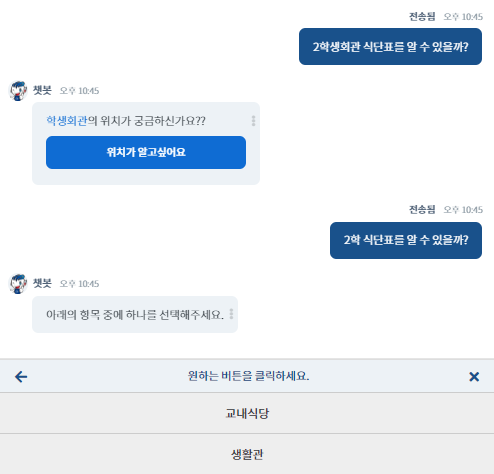 전송됨 오후 10:45
2학생회관 식단표를 알 수 있을까?
챗봇 오후 10:45
학생회관의 위치가 궁금하신가요??
위치가 알고싶어요
전송됨 오후 10:45
2학 식단표를 알 수 있을까?
챗봇 오후 10:45
아래의 항목 중에 하나를 선택해주세요.
원하는 버튼을 클릭하세요.
교내식당
생활관